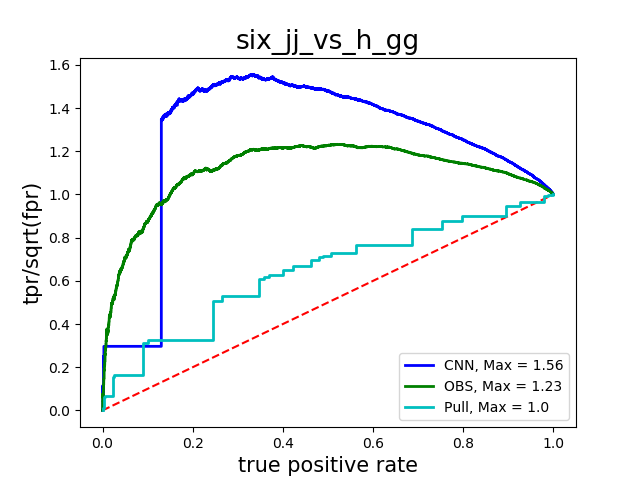 six_jj_vs_h_gg
1.6
1.4
1.2
1.0
0.8
0.6
0.4
0.2
0.0
tpr/sqrt(fpr)
CNN, Max = 1.56
OBS, Max = 1.23
Pull, Max = 1.0
0.0 0.2 0.4 0.6 0.8 1.0
true positive rate